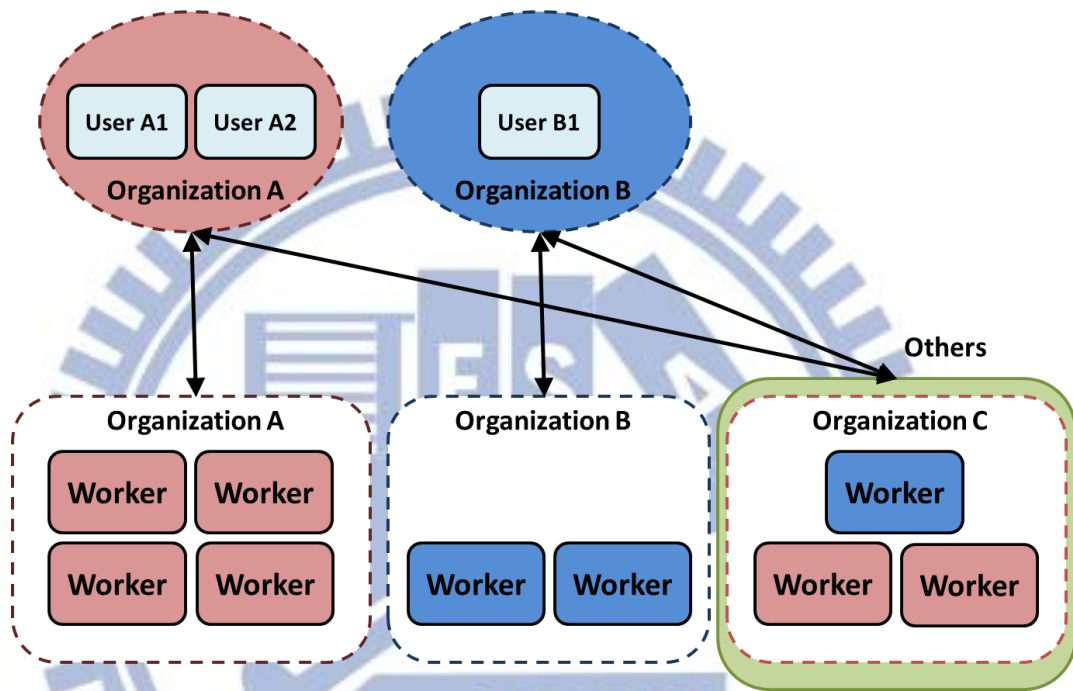 User A1
User A2
Organization A
User B1
Organization B
Others
Organization A
Worker
Worker
Worker
Worker
Organization B
Worker
Worker
Organization C
Worker
Worker
Worker
E S A